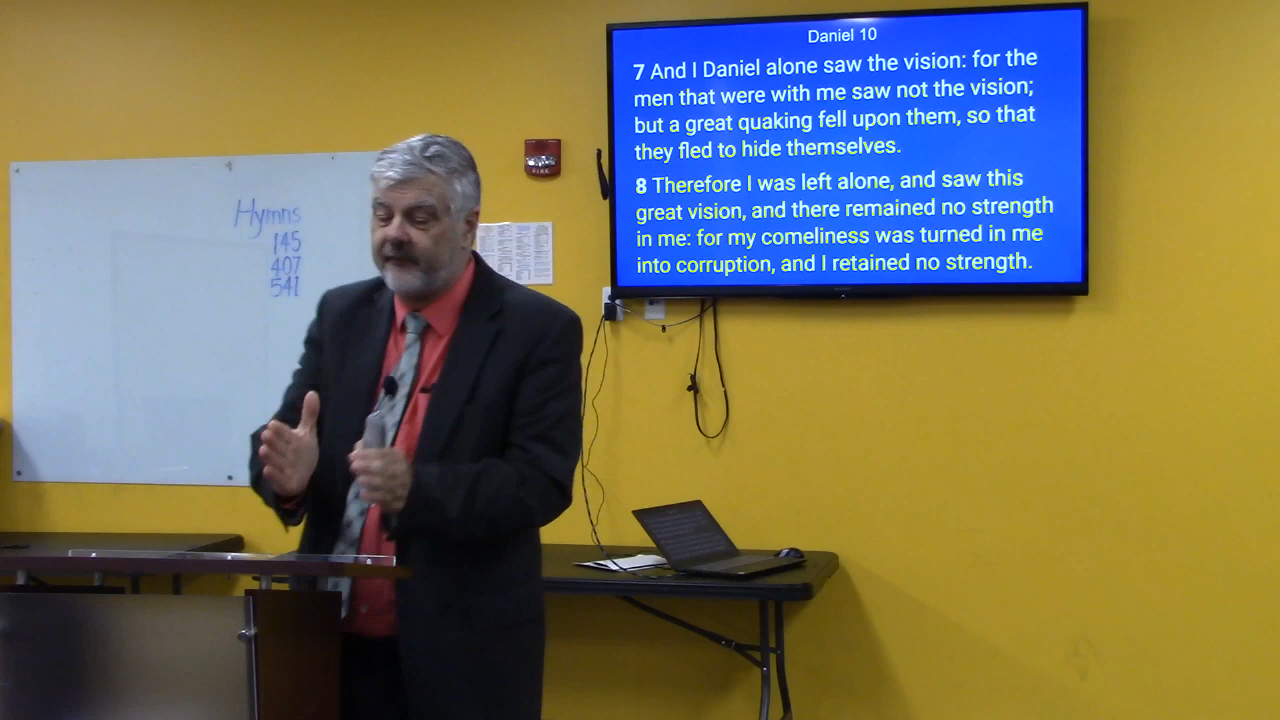 Daniel 10
7 And I Daniel alone saw the vision: for the
men that were with me saw not the vision;
but a great quaking fell upon them, so that
they fled to hide themselves.
8 Therefore I was left alone, and saw this
great vision, and there remained no strength
in me: for my comeliness was turned in me
into corruption, and I retained no strength.
Hymns
145
407
541
FIRE